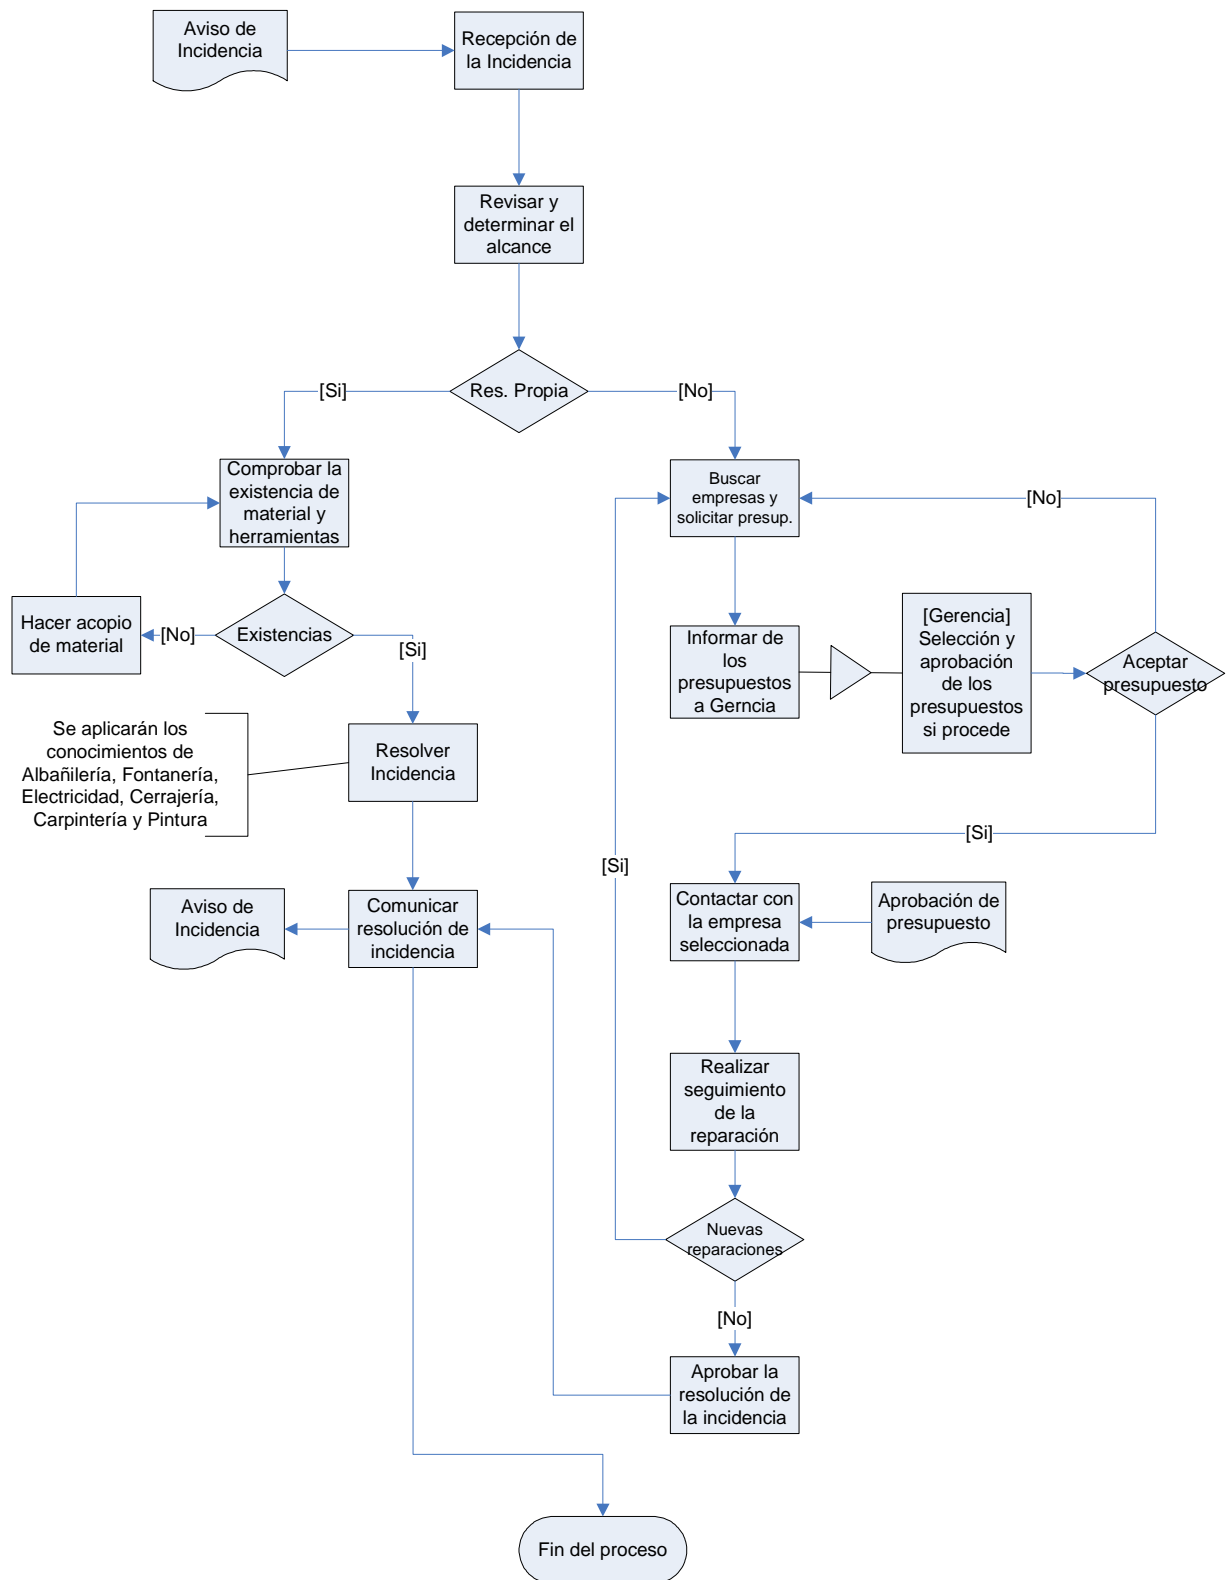 Aviso de
Incidencia
Recepción de
la Incidencia
Revisar y
determinar el
alcance
Res. Propia
[Si]
[No]
Comprobar la
existencia de
material y
herramientas
Buscar
empresas y
solicitar presup.
[No]
Hacer acopio
de material
[No]
Existencias
[Si]
Informar de
los
presupuestos
a Gerncia
[Gerencia]
Selección y
aprobación
de los
presupuestos
si procede
Aceptar
presupuesto
Se aplicarán los
conocimientos de
Albañilería, Fontanería,
Electricidad, Cerrajería,
Carpintería y Pintura
Resolver
Incidencia
[Si]
[Si]
Aviso de
Incidencia
Comunicar
resolución de
incidencia
Contactar con
la empresa
seleccionada
Aprobación de
presupuesto
Realizar
seguimiento
de la
reparación
Nuevas
reparaciones
[No]
Aprobar la
resolución de
la incidencia
Fin del proceso